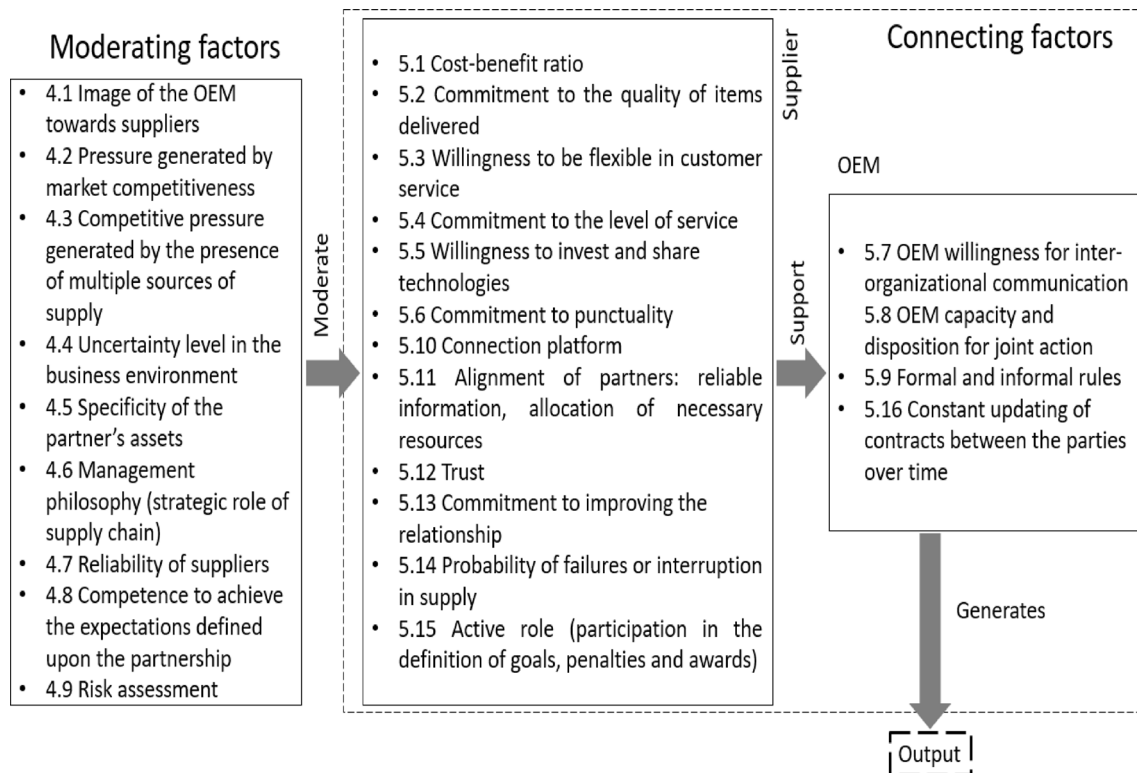 Moderating factors
• 4.1 Image of the OEM
towards suppliers
• 4.2 Pressure generated by
market competitiveness
• 4.3 Competitive pressure
generated by the presence
of multiple sources of
supply
• 4.4 Uncertainty level in the
business environment
• 4.5 Specificity of the
partner's assets
• 4.6 Management
philosophy (strategic role of
supply chain)
• 4.7 Reliability of suppliers
• 4.8 Competence to achieve
the expectations defined
upon the partnership
• 4.9 Risk assessment
Moderate
• 5.1 Cost-benefit ratio
• 5.2 Commitment to the quality of items
delivered
• 5.3 Willingness to be flexible in customer
service
• 5.4 Commitment to the level of service
• 5.5 Willingness to invest and share
technologies
• 5.6 Commitment to punctuality
• 5.10 Connection platform
• 5.11 Alignment of partners: reliable
information, allocation of necessary
resources
• 5.12 Trust
• 5.13 Commitment to improving the
relationship
• 5.14 Probability of failures or interruption
in supply
• 5.15 Active role (participation in the
definition of goals, penalties and awards)
Supplier
Support
Connecting factors
OEM
• 5.7 OEM willingness for inter-
organizational communication
5.8 OEM capacity and
disposition for joint action
• 5.9 Formal and informal rules
• 5.16 Constant updating of
contracts between the parties
over time
Generates
Output